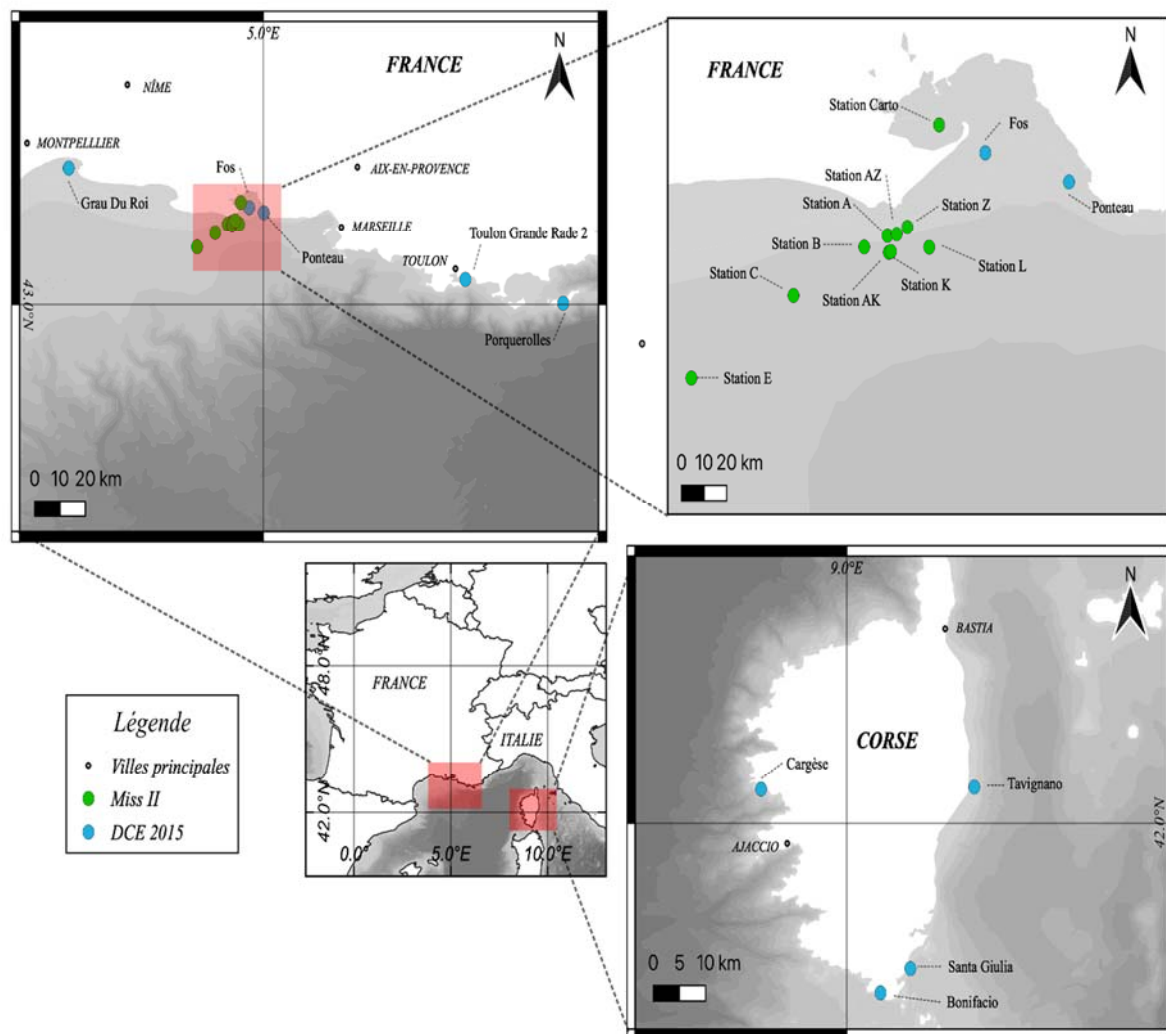 5.0°E
FRANCE
N
NÎME
MONTPELLLIER
Fos
AIX-EN-PROVENCE
Grau Du Roi
MARSEILLE
Toulon Grande Rade 2
Ponteau
TOULON
43.0°N
Porquerolles
0 10 20 km
FRANCE
N
Station Carto
Fos
Station AZ
Ponteau
Station A
Station Z
Station B
Station L
Station C
Station K
Station AK
Station E
0 10 20 km
48.0°N
FRANCE
ITALIE
42.0°N
0.0°
5.0°E
10.0°E
Légende
Villes principales
Miss II
DCE 2015
9.0°E
N
BASTIA
CORSE
Cargèse
Tavignano
42.0°N
AJACCIO
0 5 10 km
Santa Giulia
Bonifacio